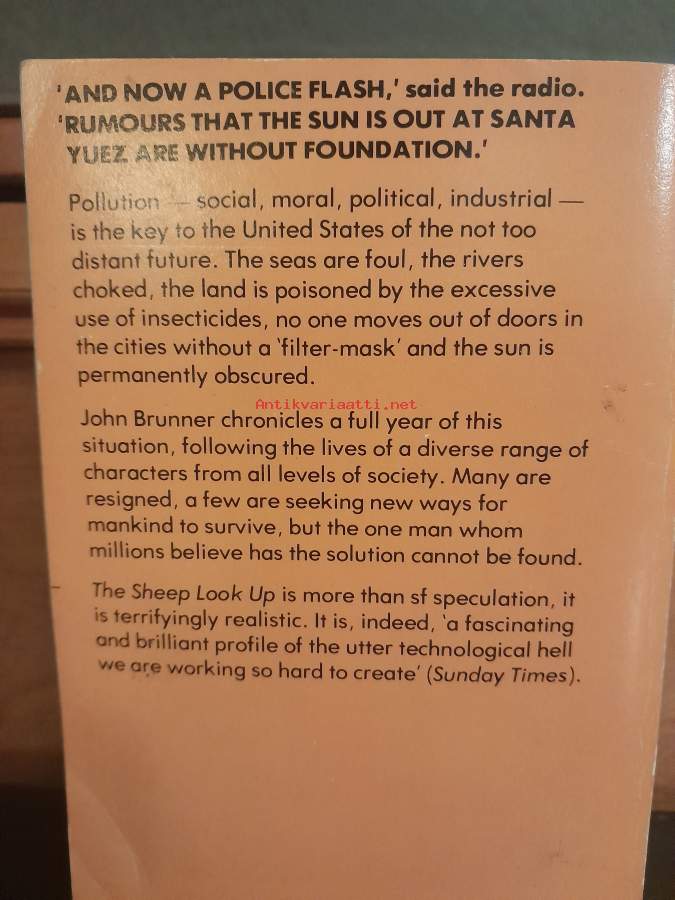 'AND NOW A POLICE FLASH,' said the radio.
'RUMOURS THAT THE SUN IS OUT AT SANTA
YUEZ ARE WITHOUT FOUNDATION.'
Pollution — social, moral, political, industrial —
is the key to the United States of the not too
distant future. The seas are foul, the rivers
choked, the land is poisoned by the excessive
use of insecticides, no one moves out of doors in
the cities without a 'filter-mask' and the sun is
permanently obscured.
Antikvariaatti.net
John Brunner chronicles a full year of this
situation, following the lives of a diverse range of
characters from all levels of society. Many are
resigned, a few are seeking new ways for
mankind to survive, but the one man whom
millions believe has the solution cannot be found.
The Sheep Look Up is more than sf speculation, it
is terrifyingly realistic. It is, indeed, 'a fascinating
and brilliant profile of the utter technological hell
we are working so hard to create' (Sunday Times).